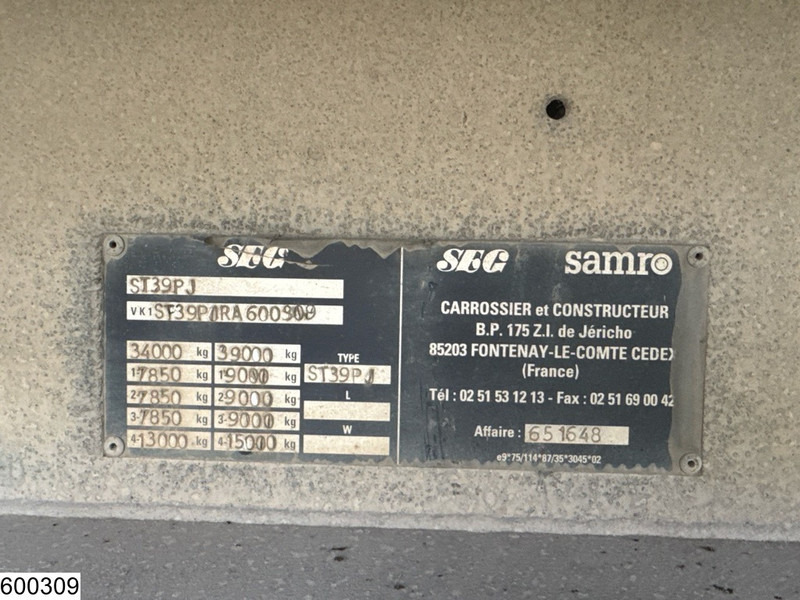 SEG
ST39PJ
VK1ST39PJ1RA600309
34000 kg 39000 kg
1-7850 kg 1-9000 kg
2-7850 kg 2-9000 kg
3-7850 kg 3-9000 kg
4-13000 kg 4-15000 kg
TYPE
ST39PJ
L
W
SEG samro
CARROSSIER et CONSTRUCTEUR
B.P. 175 Z.I. de Jéricho
85203 FONTENAY-LE-COMTE CEDEX
(France)
Tél : 02 51 53 12 13 - Fax : 02 51 69 00 42
Affaire : 651648
e9*75/114*67/35*3045*02
600309